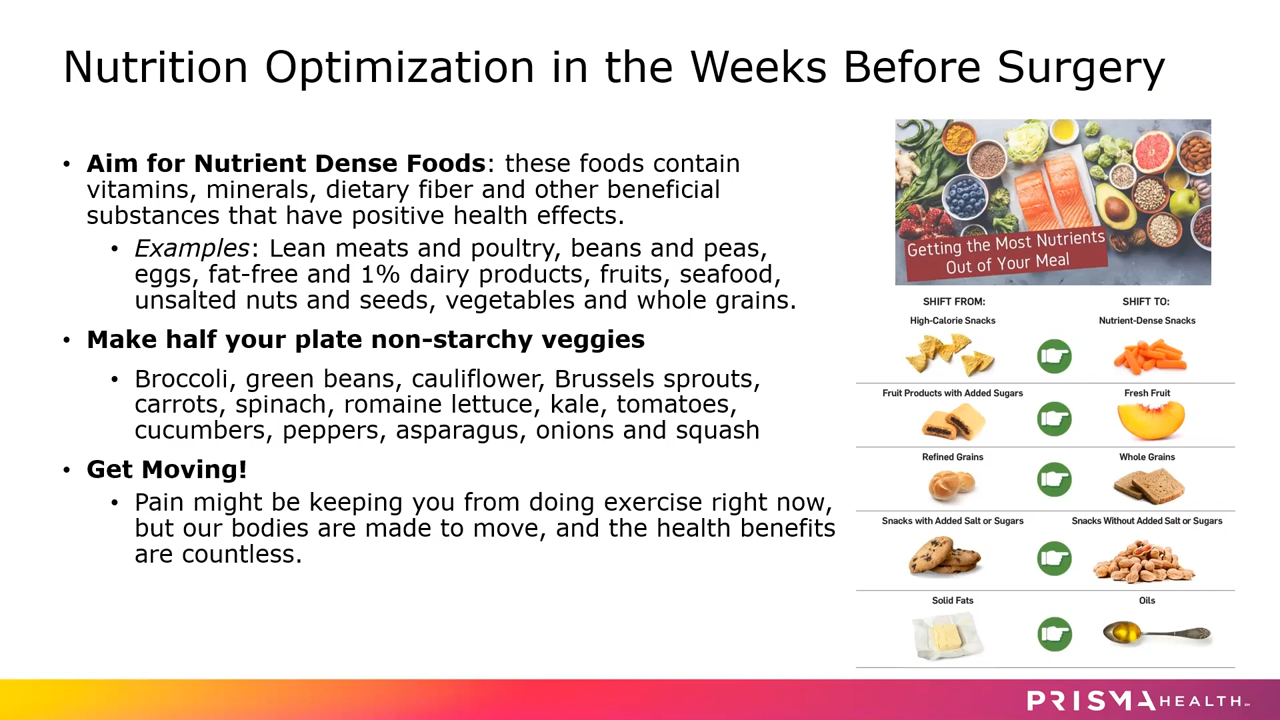 Nutrition Optimization in the Weeks Before Surgery
• Aim for Nutrient Dense Foods: these foods contain
vitamins, minerals, dietary fiber and other beneficial
substances that have positive health effects.
• Examples: Lean meats and poultry, beans and peas,
eggs, fat-free and 1% dairy products, fruits, seafood,
unsalted nuts and seeds, vegetables and whole grains.
• Make half your plate non-starchy veggies
• Broccoli, green beans, cauliflower, Brussels sprouts,
carrots, spinach, romaine lettuce, kale, tomatoes,
cucumbers, peppers, asparagus, onions and squash
• Get Moving!
• Pain might be keeping you from doing exercise right now,
but our bodies are made to move, and the health benefits
are countless.
Getting the Most Nutrients
Out of Your Meal
SHIFT FROM: SHIFT TO:
High-Calorie Snacks Nutrient-Dense Snacks
Fruit Products with Added Sugars Fresh Fruit
Refined Grains Whole Grains
Snacks with Added Salt or Sugars Snacks Without Added Salt or Sugars
Solid Fats Oils
PRISMA HEALTH